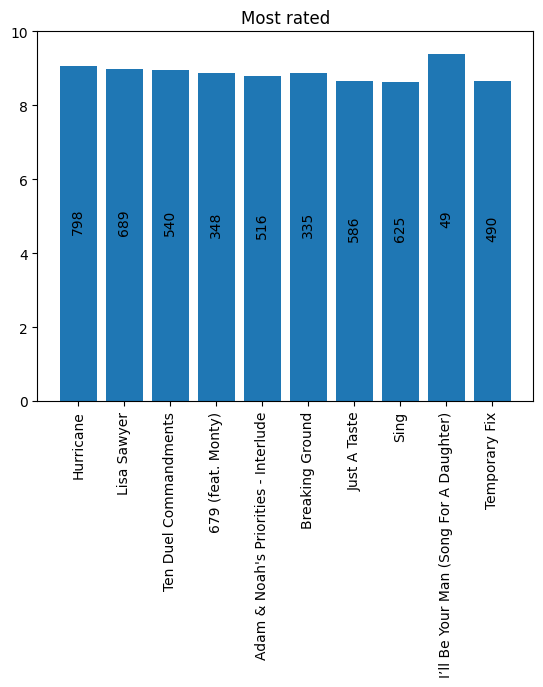 Most rated
10
8
6
4
2
0
798
689
540
348
516
335
586
625
49
490
Hurricane
Lisa Sawyer
Ten Duel Commandments
679 (feat. Monty)
Adam & Noah's Priorities - Interlude
Breaking Ground
Just A Taste
Sing
I’ll Be Your Man (Song For A Daughter)
Temporary Fix